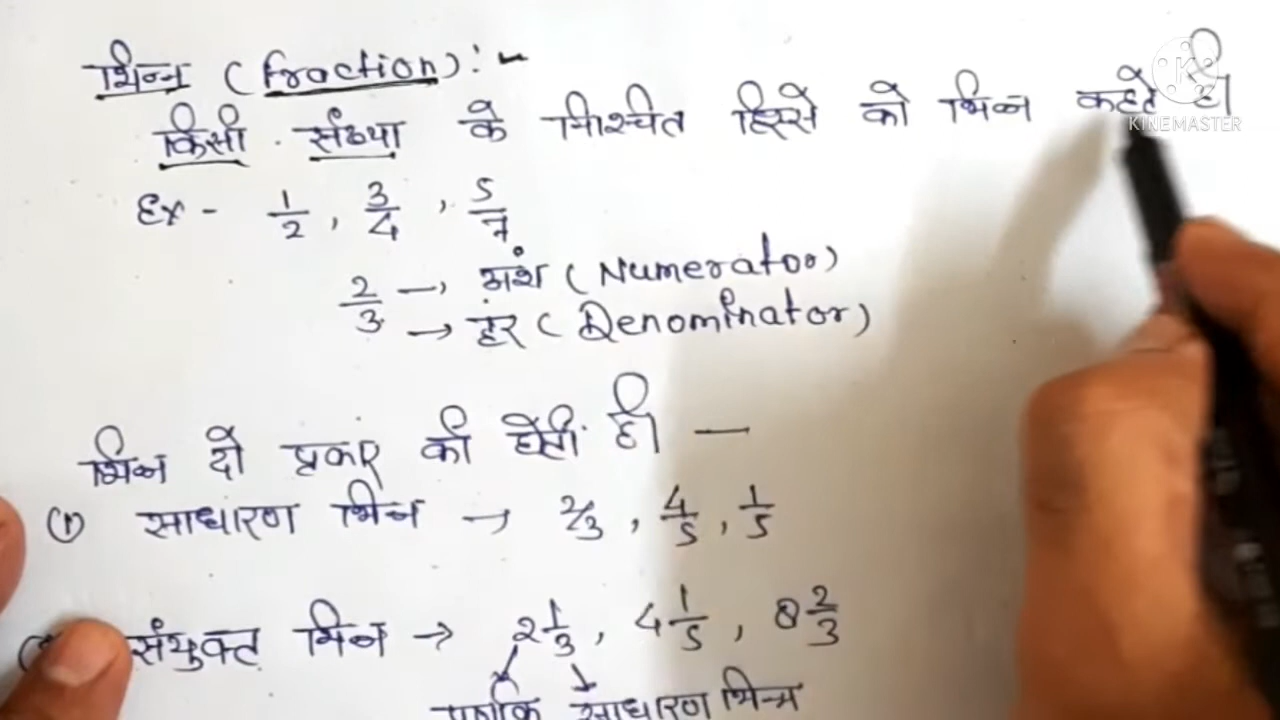 भिन्न (fraction) :-
किसी संख्या के निश्चित हिस्से को भिन्न कहते है।
KINEMASTER
Ex - 1/2, 3/4, 5/7
2/3 → अंश (Numerator)
→ हर (Denominator)
भिन्न दो प्रकार की होती है। —
(1) साधारण भिन्न → 2/3, 4/5, 1/5
संयुक्त भिन्न → 2 1/3, 4 1/5, 8 2/3
पूर्णांक साधारण भिन्न